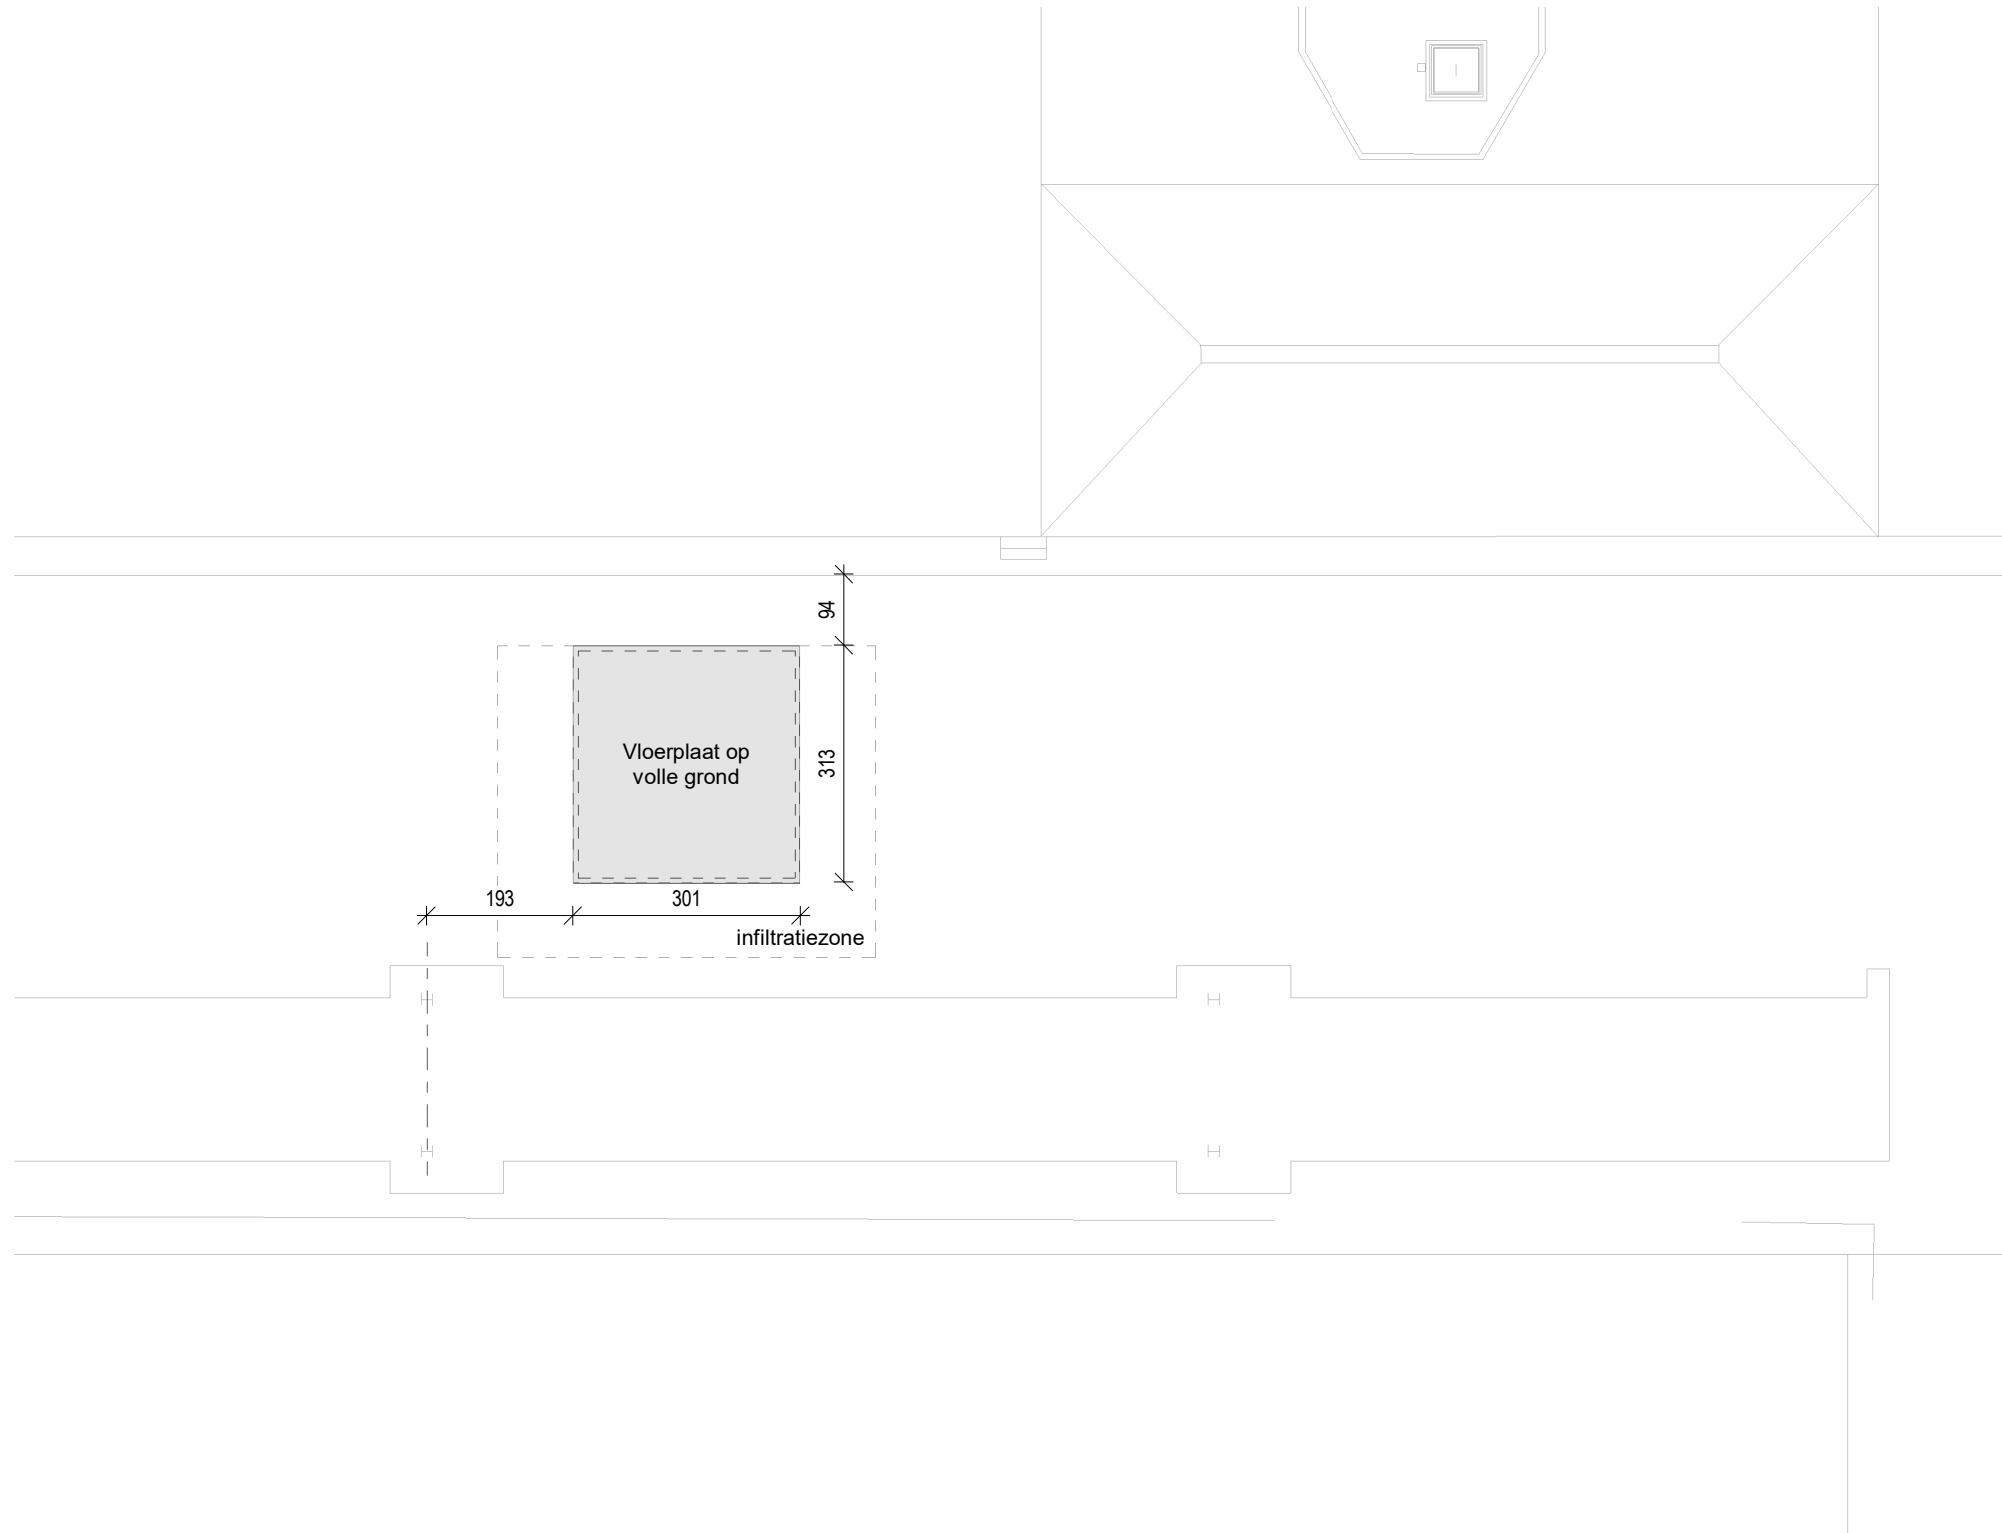 94
Vloerplaat op
volle grond
313
193
301
infiltratiezone